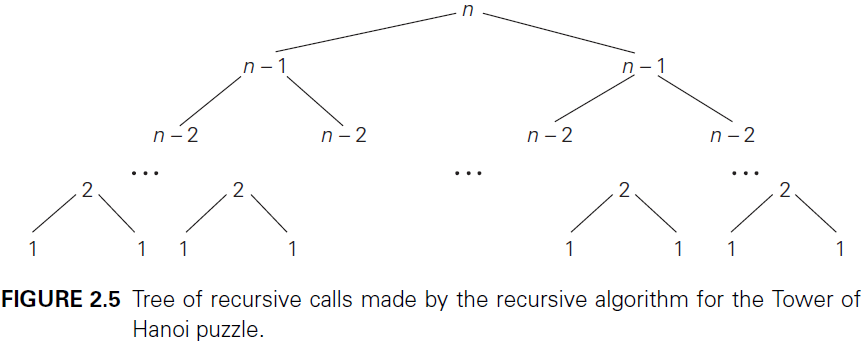 n
n – 1 n – 1
n – 2 n – 2 n – 2 n – 2
... ... ...
2 2 2 2
1 1 1 1 1 1 1 1
FIGURE 2.5 Tree of recursive calls made by the recursive algorithm for the Tower of
Hanoi puzzle.